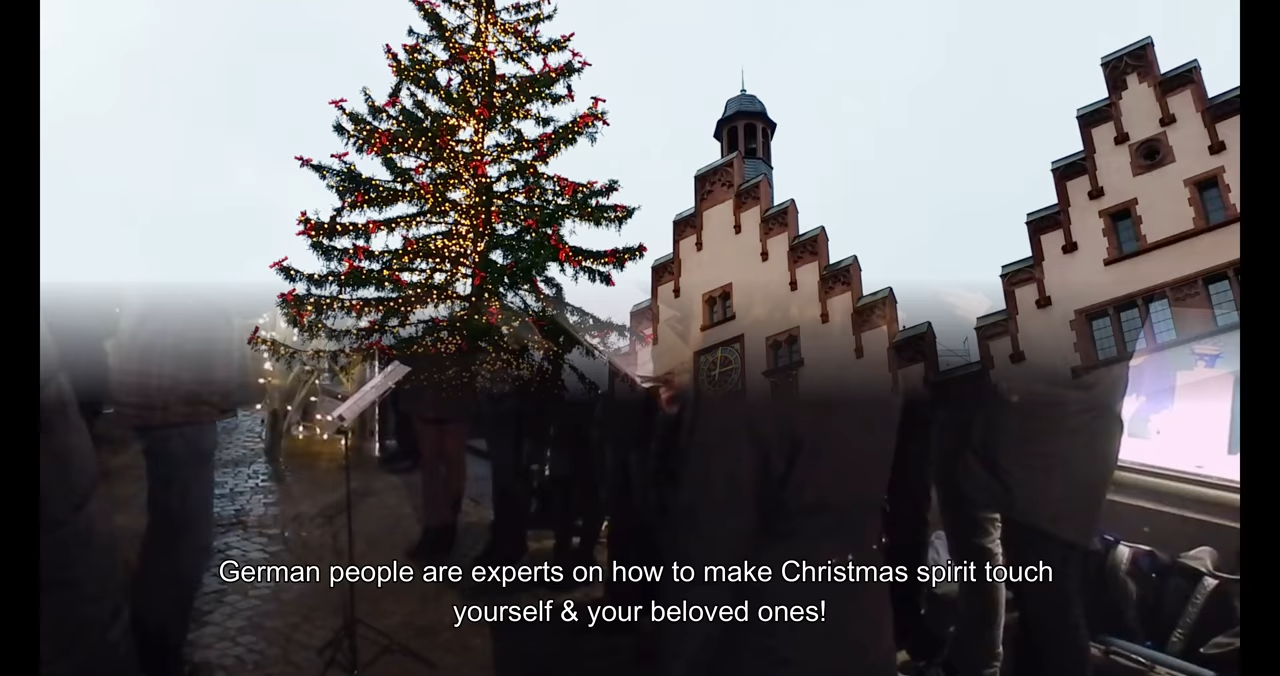 German people are experts on how to make Christmas spirit touch
yourself & your beloved ones!